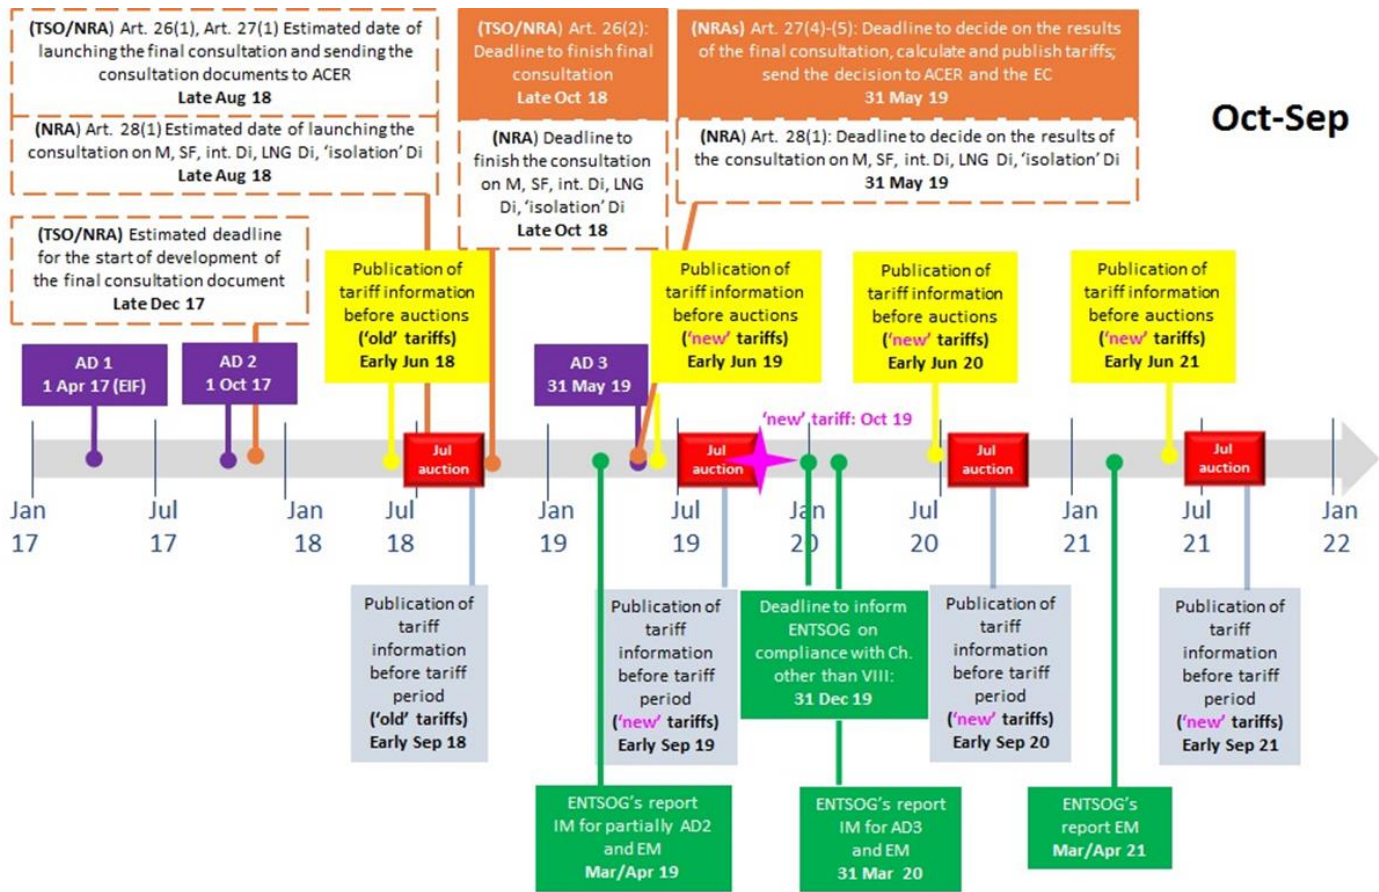 (TSO/NRA) Art. 26(1), Art. 27(1) Estimated date of
launching the final consultation and sending the
consultation documents to ACER
Late Aug 18
(NRA) Art. 28(1) Estimated date of launching the
consultation on M, SF, int. Di, LNG Di, ‘isolation’ Di
Late Aug 18
(TSO/NRA) Estimated deadline
for the start of development of
the final consultation document
Late Dec 17
(TSO/NRA) Art. 26(2):
Deadline to finish final
consultation
Late Oct 18
(NRA) Deadline to
finish the consultation
on M, SF, int. Di, LNG
Di, ‘isolation’ Di
Late Oct 18
(NRAs) Art. 27(4)-(5): Deadline to decide on the results
of the final consultation, calculate and publish tariffs;
send the decision to ACER and the EC
31 May 19
(NRA) Art. 28(1): Deadline to decide on the results of
the consultation on M, SF, int. Di, LNG Di, ‘isolation’ Di
31 May 19
Oct-Sep
AD 1
1 Apr 17 (EIF)
AD 2
1 Oct 17
Publication of
tariff information
before auctions
(‘old’ tariffs)
Early Jun 18
AD 3
31 May 19
Publication of
tariff information
before auctions
(‘new’ tariffs)
Early Jun 19
Publication of
tariff information
before auctions
(‘new’ tariffs)
Early Jun 20
Publication of
tariff information
before auctions
(‘new’ tariffs)
Early Jun 21
‘new’ tariff: Oct 19
Jul
auction
Jul
auction
Jul
auction
Jul
auction
Jan
17
Jul
17
Jan
18
Jul
18
Jan
19
Jul
19
Jan
20
Jul
20
Jan
21
Jul
21
Jan
22
Publication of
tariff
information
before tariff
period
(‘old’ tariffs)
Early Sep 18
Publication of
tariff
information
before tariff
period
(‘new’ tariffs)
Early Sep 19
Deadline to inform
ENTSOG on
compliance with Ch.
other than VIII:
31 Dec 19
Publication of
tariff
information
before tariff
period
(‘new’ tariffs)
Early Sep 20
Publication of
tariff
information
before tariff
period
(‘new’ tariffs)
Early Sep 21
ENTSOG’s report
IM for partially AD2
and EM
Mar/Apr 19
ENTSOG’s report
IM for AD3
and EM
31 Mar 20
ENTSOG’s
report EM
Mar/Apr 21